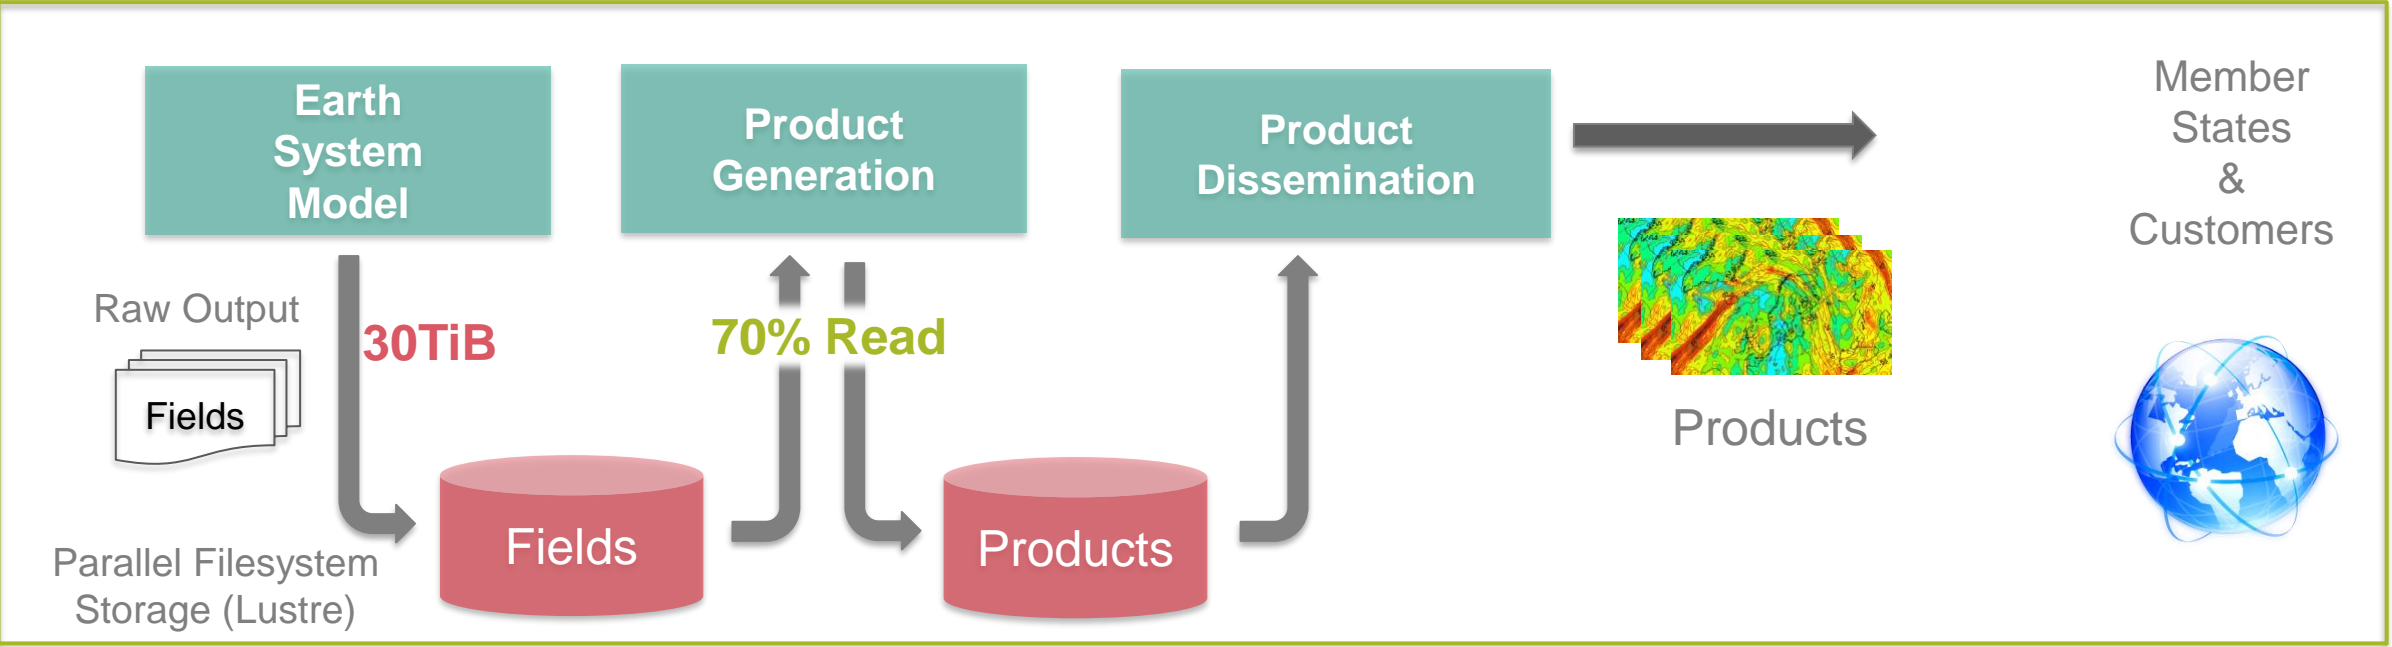 Earth
System
Model
Product
Generation
Product
Dissemination
Member
States
&
Customers
Raw Output
30TiB
70% Read
Fields
Products
Fields
Products
Parallel Filesystem
Storage (Lustre)